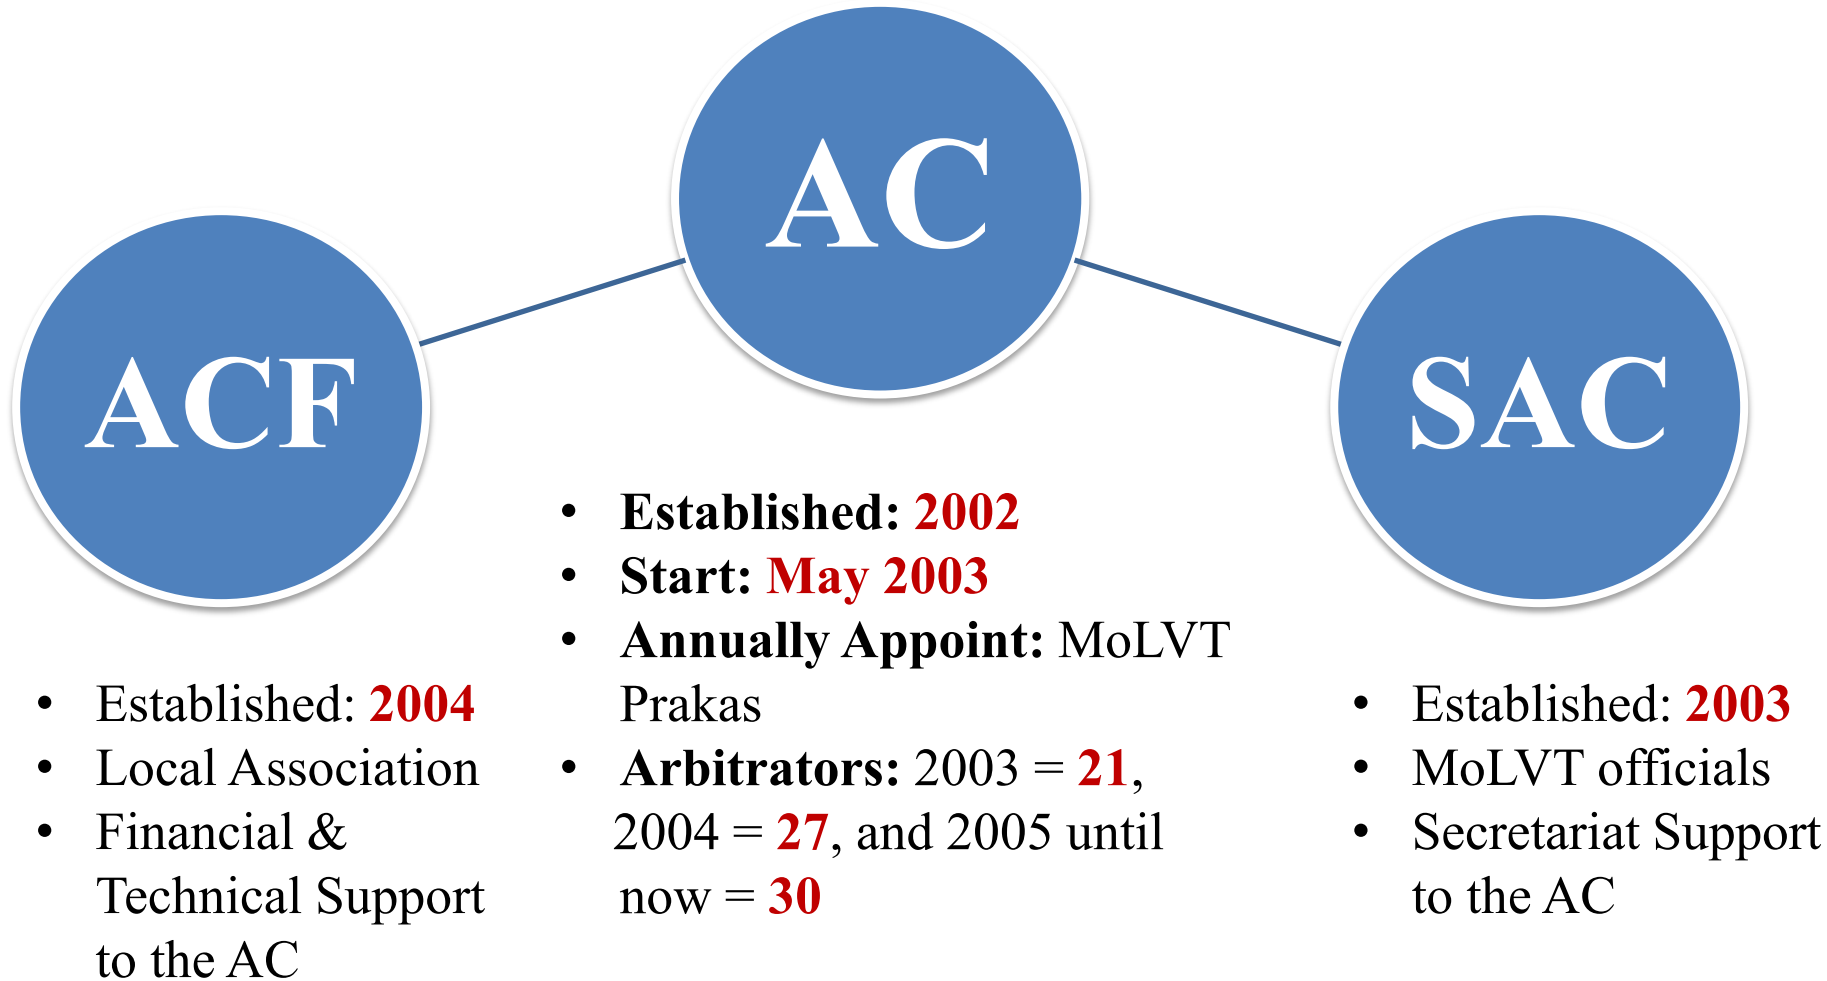 AC
ACF
SAC
• Established: 2002
• Start: May 2003
• Annually Appoint: MoLVT
Prakas
• Arbitrators: 2003 = 21,
2004 = 27, and 2005 until
now = 30
• Established: 2004
• Local Association
• Financial &
Technical Support
to the AC
• Established: 2003
• MoLVT officials
• Secretariat Support
to the AC